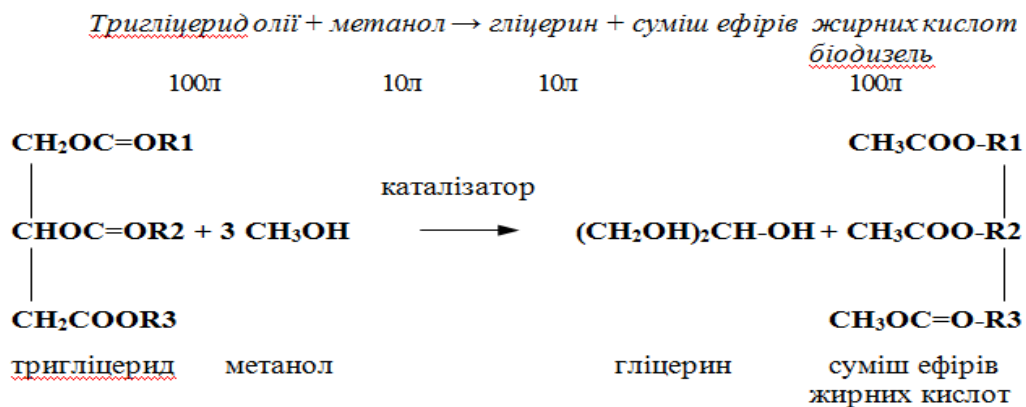 Тригліцерид олії + метанол → гліцерин + суміш ефірів жирних кислот
біодизель
100л 10л 10л 100л
CH₂OC=OR1 CH₃COO-R1
каталізатор
CHOC=OR2 + 3 CH₃OH (CH₂OH)₂CH-OH + CH₃COO-R2
CH₂COOR3 CH₃OC=O-R3
тригліцерид метанол гліцерин суміш ефірів
жирних кислот